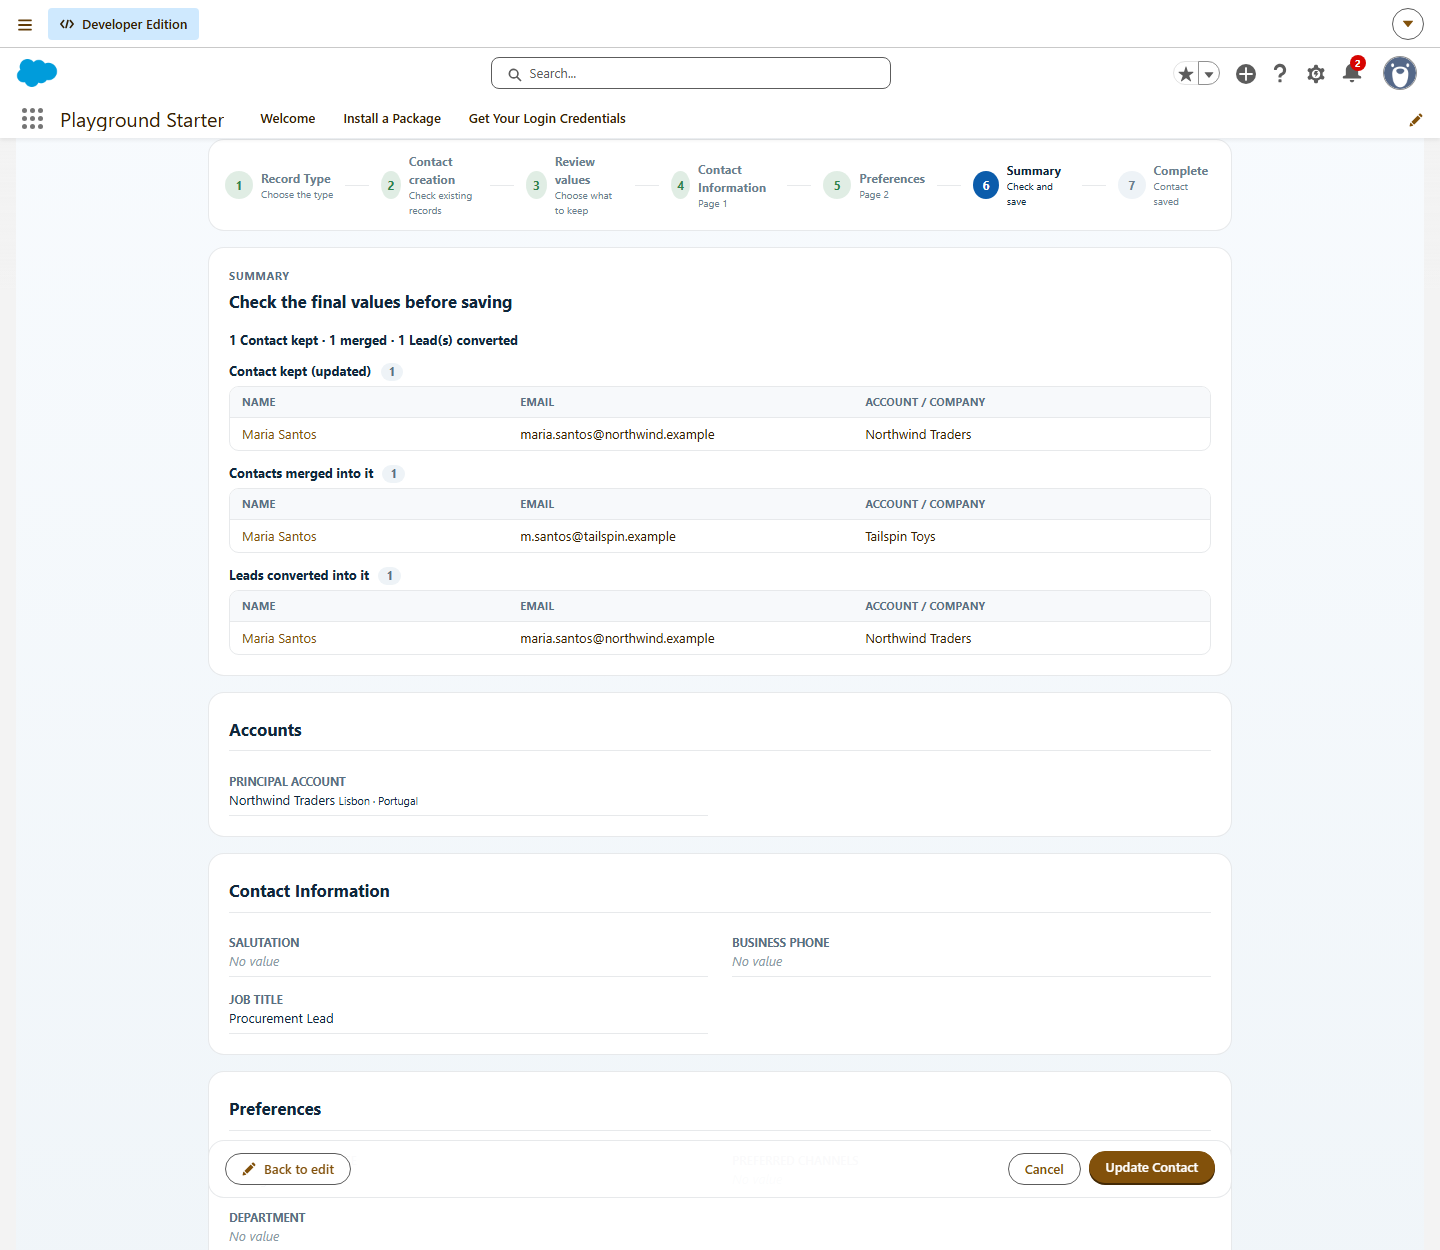 Developer Edition
Search...
2
Playground Starter
Welcome
Install a Package
Get Your Login Credentials
1
Record Type
Choose the type
2
Contact
creation
Check existing
records
3
Review
values
Choose what
to keep
4
Contact
Information
Page 1
5
Preferences
Page 2
6
Summary
Check and
save
7
Complete
Contact
saved
SUMMARY
Check the final values before saving
1 Contact kept · 1 merged · 1 Lead(s) converted
Contact kept (updated) 1
NAME EMAIL ACCOUNT / COMPANY
Maria Santos maria.santos@northwind.example Northwind Traders
Contacts merged into it 1
NAME EMAIL ACCOUNT / COMPANY
Maria Santos m.santos@tailspin.example Tailspin Toys
Leads converted into it 1
NAME EMAIL ACCOUNT / COMPANY
Maria Santos maria.santos@northwind.example Northwind Traders
Accounts
PRINCIPAL ACCOUNT
Northwind Traders Lisbon · Portugal
Contact Information
SALUTATION
No value
BUSINESS PHONE
No value
JOB TITLE
Procurement Lead
Preferences
Back to edit
Cancel
Update Contact
DEPARTMENT
No value